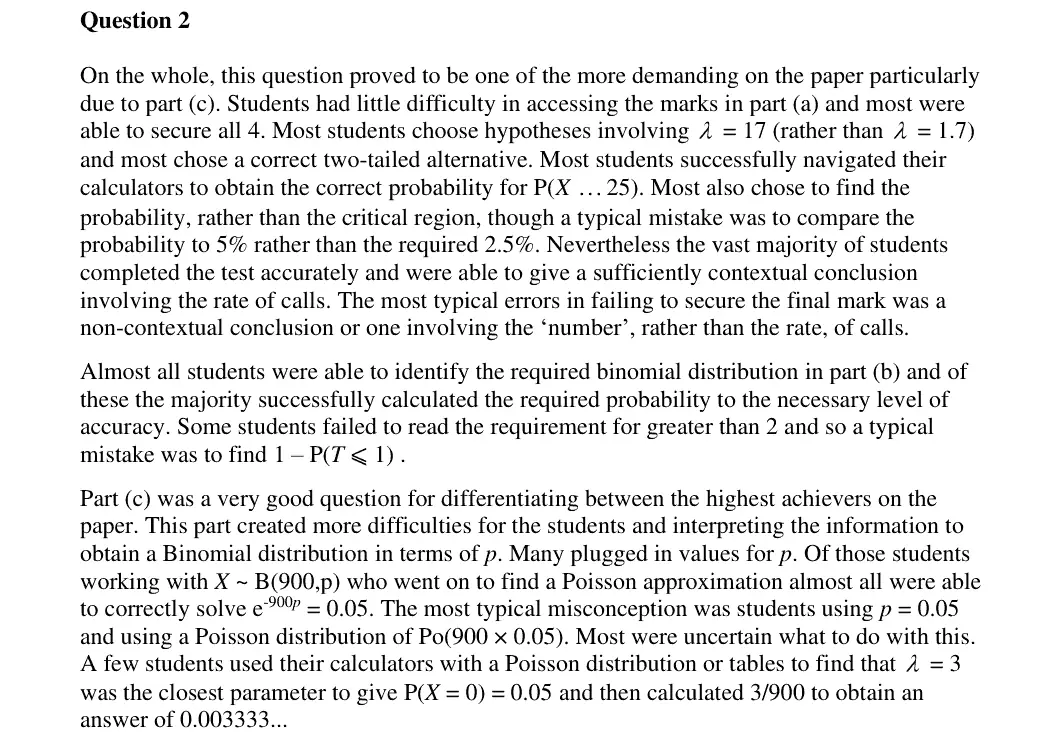 Question 2
On the whole, this question proved to be one of the more demanding on the paper particularly
due to part (c). Students had little difficulty in accessing the marks in part (a) and most were
able to secure all 4. Most students choose hypotheses involving λ = 17 (rather than λ = 1.7)
and most chose a correct two-tailed alternative. Most students successfully navigated their
calculators to obtain the correct probability for P(X … 25). Most also chose to find the
probability, rather than the critical region, though a typical mistake was to compare the
probability to 5% rather than the required 2.5%. Nevertheless the vast majority of students
completed the test accurately and were able to give a sufficiently contextual conclusion
involving the rate of calls. The most typical errors in failing to secure the final mark was a
non-contextual conclusion or one involving the ‘number’, rather than the rate, of calls.
Almost all students were able to identify the required binomial distribution in part (b) and of
these the majority successfully calculated the required probability to the necessary level of
accuracy. Some students failed to read the requirement for greater than 2 and so a typical
mistake was to find 1 – P(T ⩽ 1) .
Part (c) was a very good question for differentiating between the highest achievers on the
paper. This part created more difficulties for the students and interpreting the information to
obtain a Binomial distribution in terms of p. Many plugged in values for p. Of those students
working with X ~ B(900,p) who went on to find a Poisson approximation almost all were able
to correctly solve e^-900p = 0.05. The most typical misconception was students using p = 0.05
and using a Poisson distribution of Po(900 × 0.05). Most were uncertain what to do with this.
A few students used their calculators with a Poisson distribution or tables to find that λ = 3
was the closest parameter to give P(X = 0) = 0.05 and then calculated 3/900 to obtain an
answer of 0.003333...